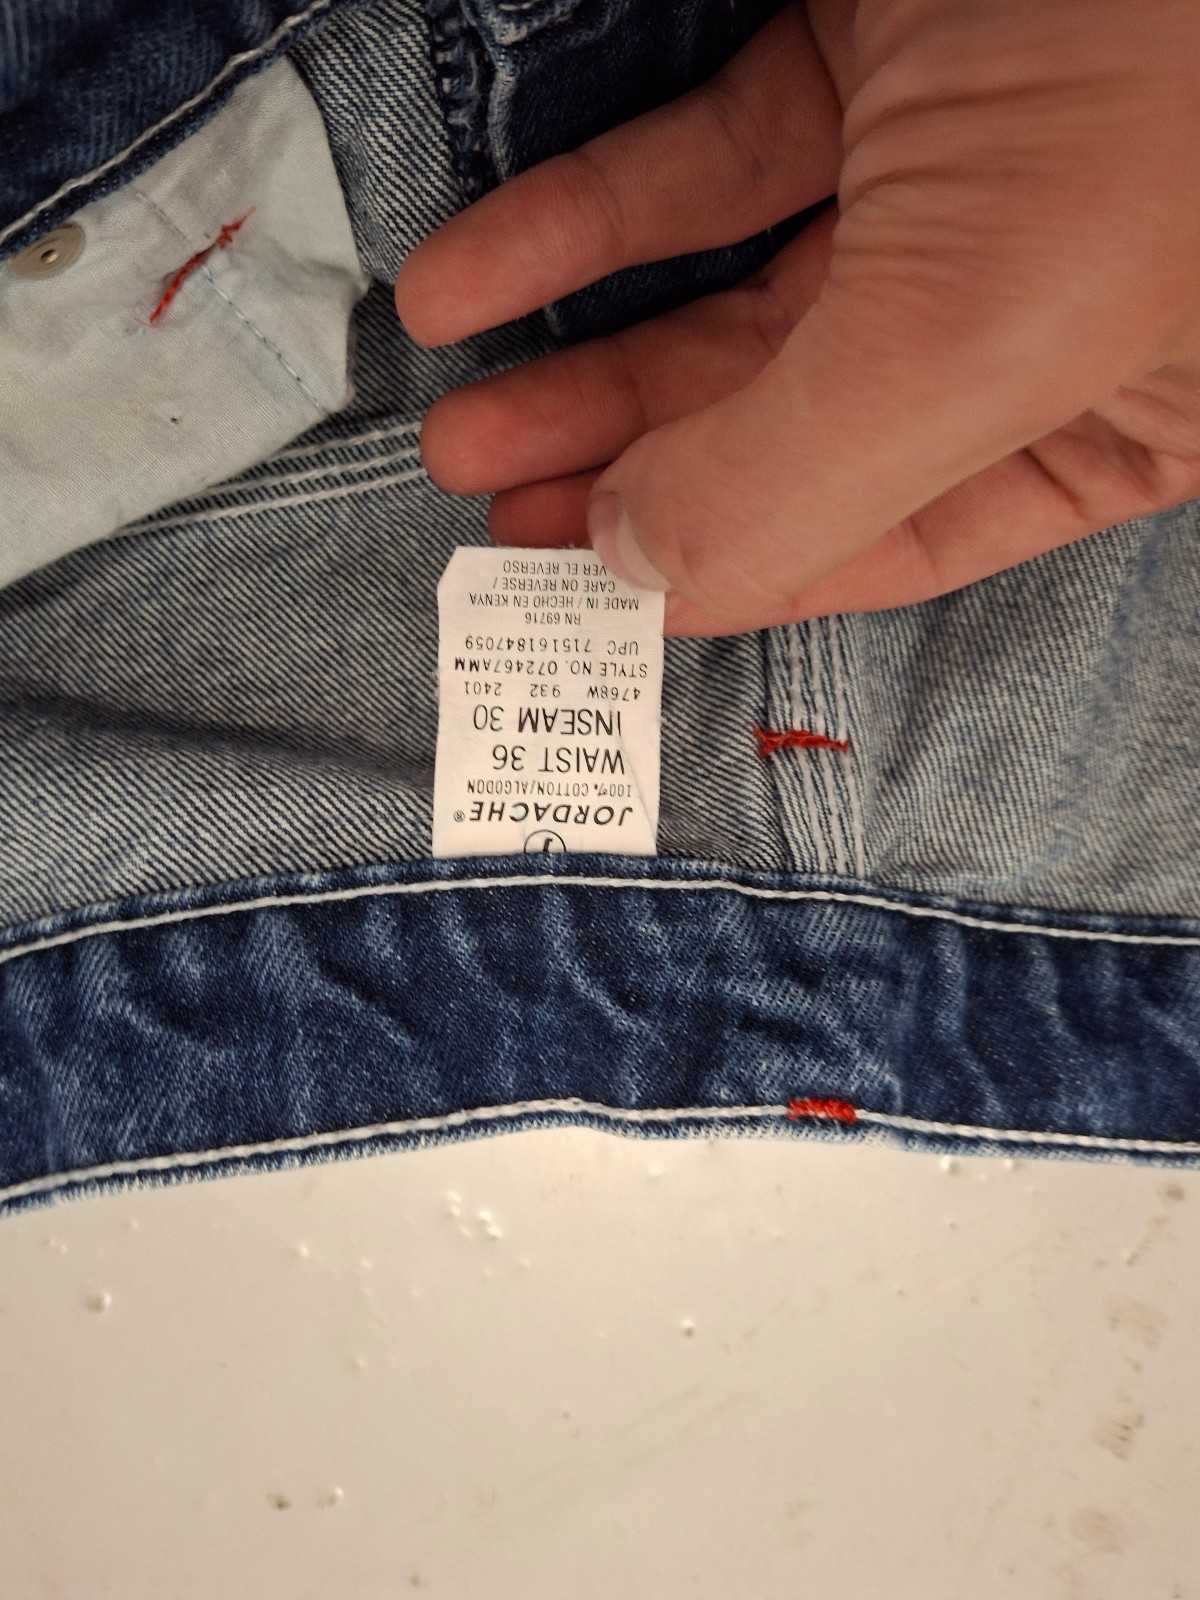 J
JORDACHE®
100% COTTON/ALGODON
WAIST 36
INSEAM 30
4768W 932 2401
STYLE NO. 072467AMM
UPC 715161847059
RN 69716
MADE IN / HECHO EN KENYA
CARE ON REVERSE /
VER EL REVERSO